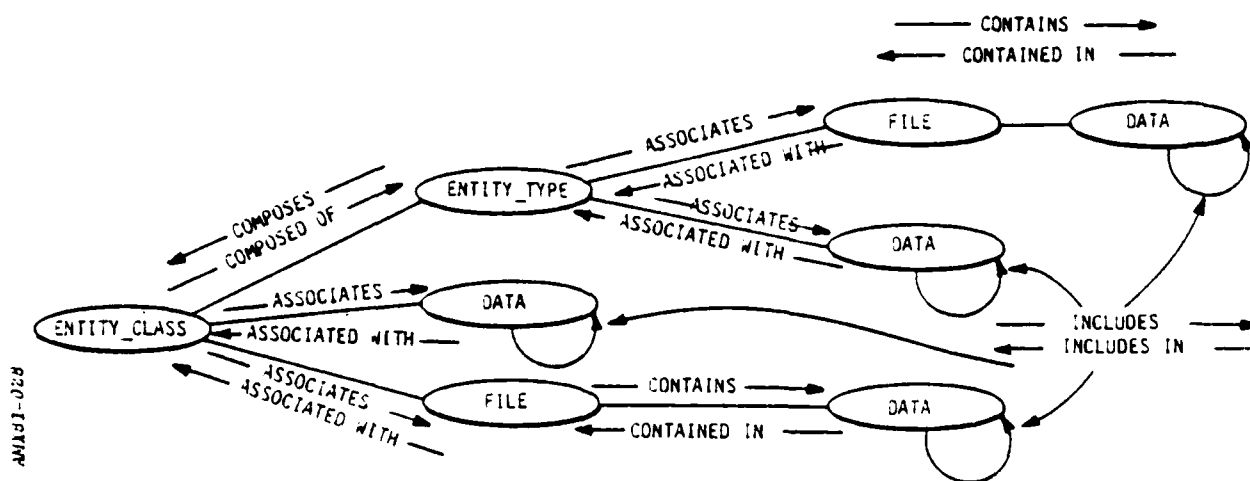 CONTAINS
CONTAINED IN
FILE
DATA
ASSOCIATES
ASSOCIATED WITH
ENTITY_TYPE
ASSOCIATES
ASSOCIATED WITH
DATA
COMPOSES
COMPOSED OF
ENTITY_CLASS
ASSOCIATES
ASSOCIATED WITH
DATA
INCLUDES
INCLUDES IN
ASSOCIATES
ASSOCIATED WITH
FILE
CONTAINS
CONTAINED IN
DATA